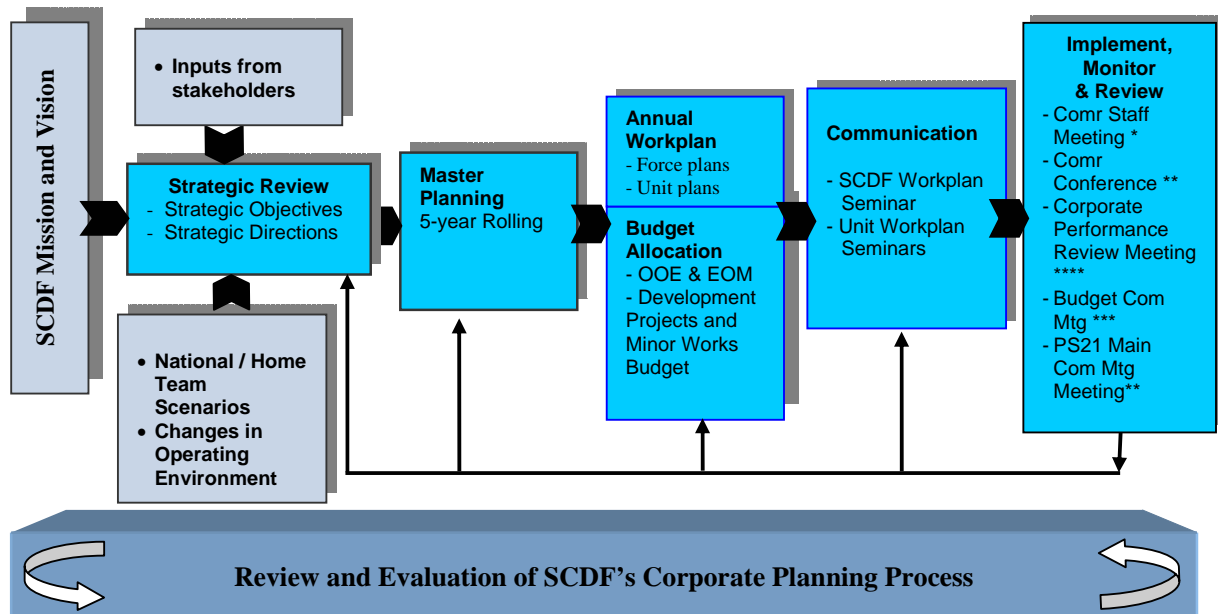 SCDF Mission and Vision
• Inputs from
stakeholders
Strategic Review
- Strategic Objectives
- Strategic Directions
• National / Home
Team
Scenarios
• Changes in
Operating
Environment
Master
Planning
5-year Rolling
Annual
Workplan
- Force plans
- Unit plans
Budget
Allocation
- OOE & EOM
- Development
Projects and
Minor Works
Budget
Communication
- SCDF Workplan
Seminar
- Unit Workplan
Seminars
Implement,
Monitor
& Review
- Comr Staff
Meeting *
- Comr
Conference **
- Corporate
Performance
Review Meeting
****
- Budget Com
Mtg ***
- PS21 Main
Com Mtg
Meeting**
Review and Evaluation of SCDF's Corporate Planning Process